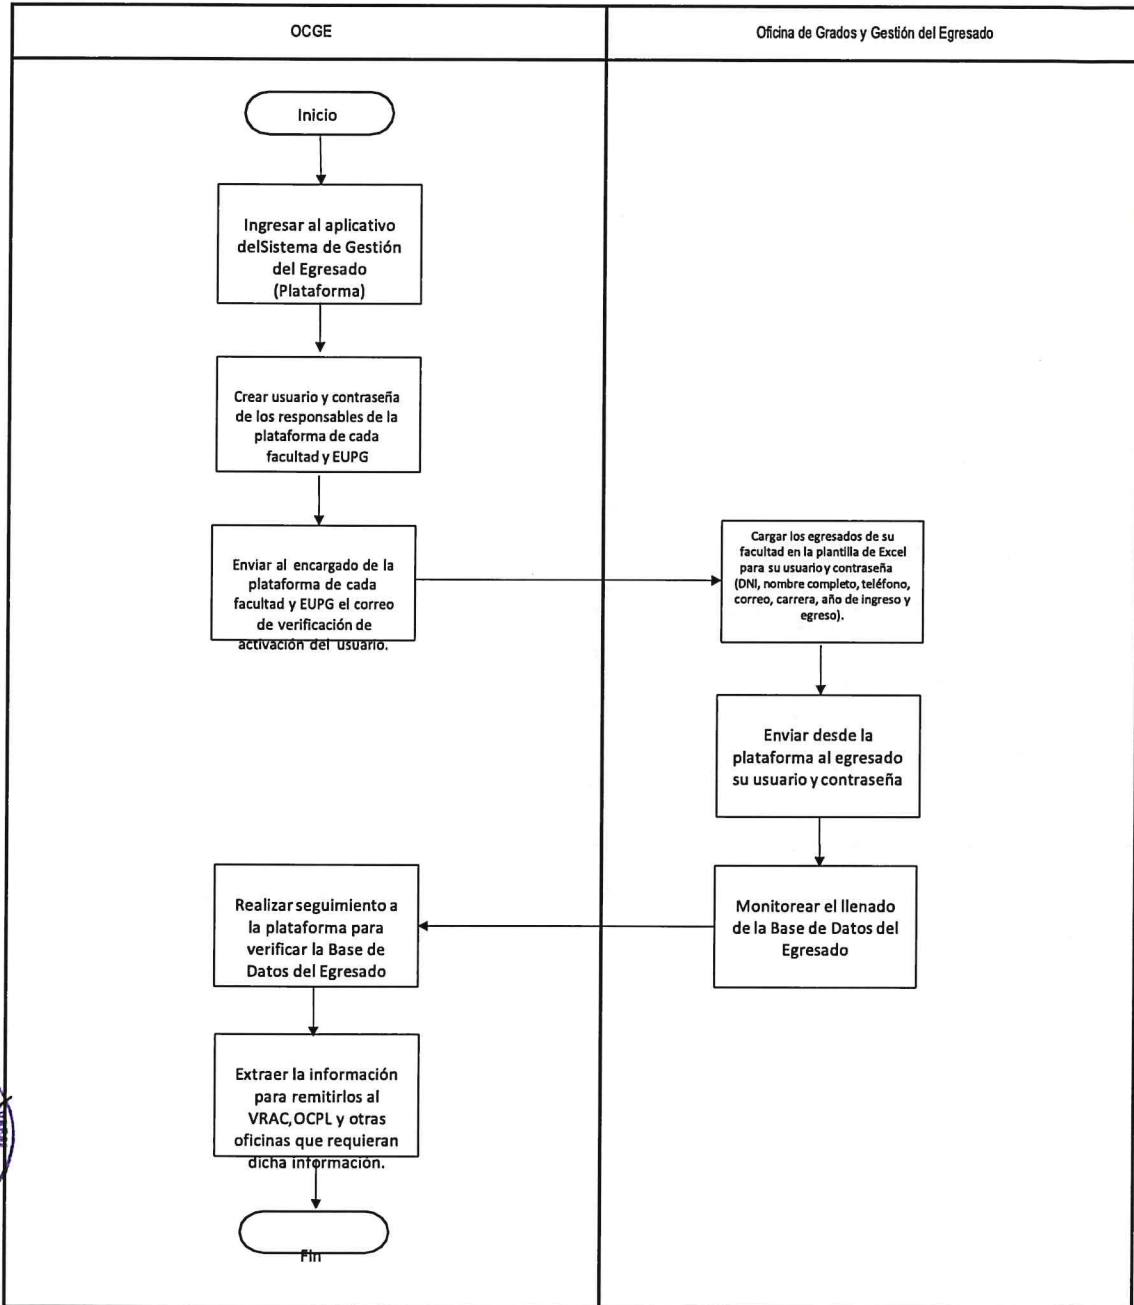 OCGE
Oficina de Grados y Gestión del Egresado
Inicio
Ingresar al aplicativo
delSistema de Gestión
del Egresado
(Plataforma)
Crear usuario y contraseña
de los responsables de la
plataforma de cada
facultad y EUPG
Enviar al encargado de la
plataforma de cada
facultad y EUPG el correo
de verificación de
activación del usuario.
Cargar los egresados de su
facultad en la plantilla de Excel
para su usuario y contraseña
(DNI, nombre completo, teléfono,
correo, carrera, año de ingreso y
egreso).
Enviar desde la
plataforma al egresado
su usuario y contraseña
Monitorear el llenado
de la Base de Datos del
Egresado
Realizar seguimiento a
la plataforma para
verificar la Base de
Datos del Egresado
Extraer la información
para remitirlos al
VRAC,OCPL y otras
oficinas que requieran
dicha información.
Fin